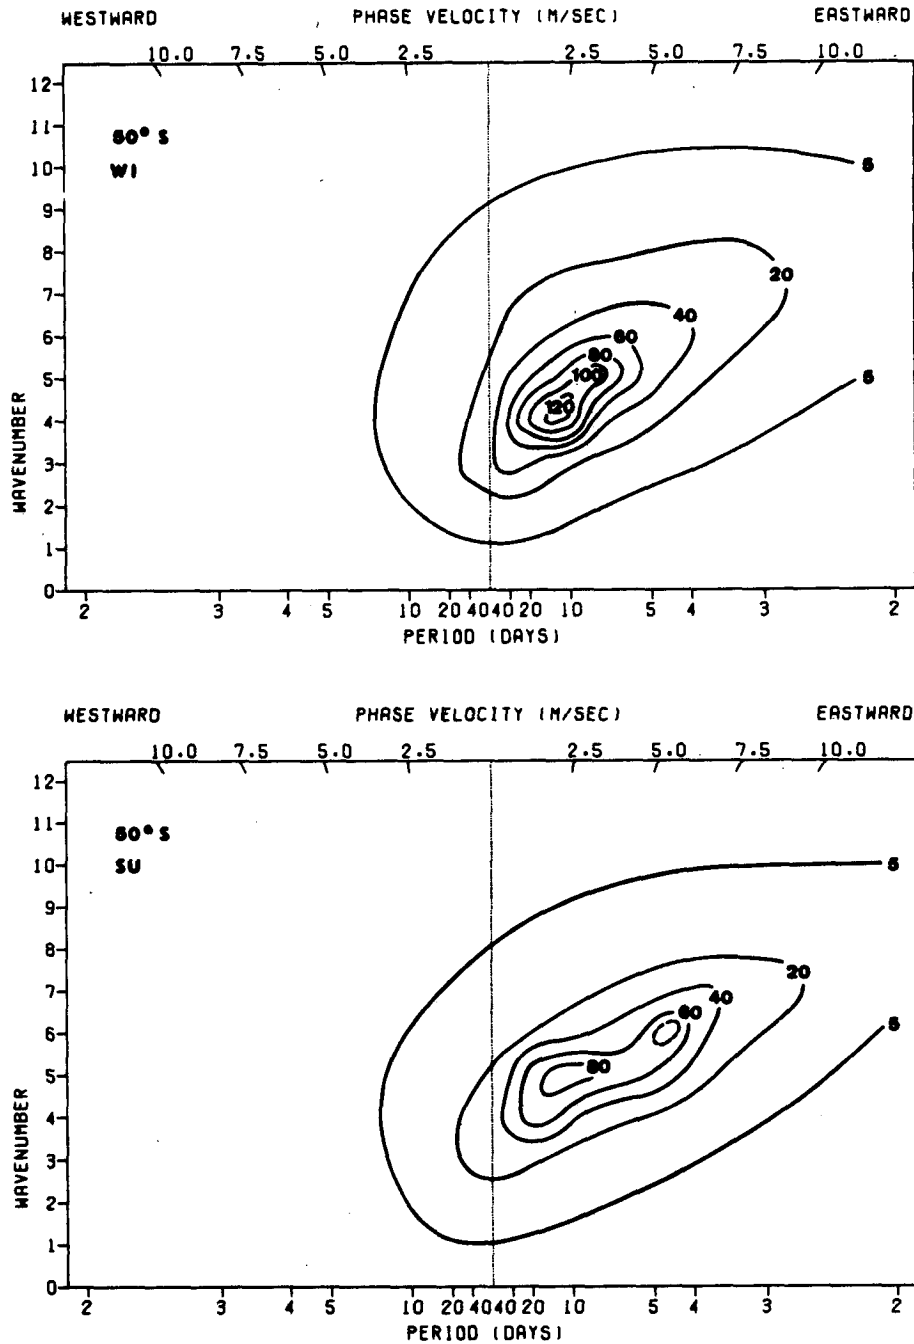 WESTWARD PHASE VELOCITY (M/SEC) EASTWARD
10.0 7.5 5.0 2.5 2.5 5.0 7.5 10.0
12
11
50° S
10
WI
5
9
8
20
7
40
6
60
80
5
100
5
120
4
3
2
1
0
WAVENUMBER
2 3 4 5 10 20 40 40 20 10 5 4 3 2
PERIOD (DAYS)
WESTWARD PHASE VELOCITY (M/SEC) EASTWARD
10.0 7.5 5.0 2.5 2.5 5.0 7.5 10.0
12
11
50° S
10
SU
5
9
8
20
7
40
60
6
5
80
5
4
3
2
1
0
WAVENUMBER
2 3 4 5 10 20 40 40 20 10 5 4 3 2
PERIOD (DAYS)